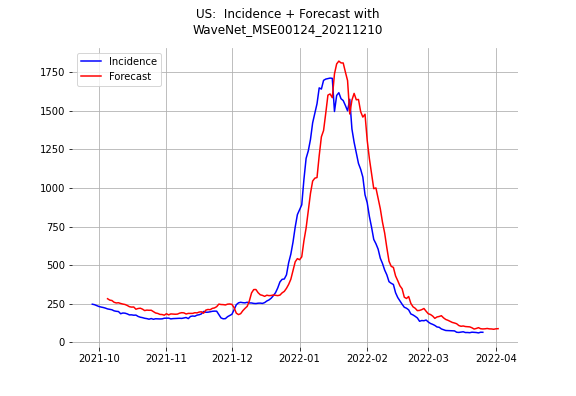 US:  Incidence + Forecast with
WaveNet_MSE00124_20211210
Incidence
Forecast
1750
1500
1250
1000
750
500
250
0
2021-10 2021-11 2021-12 2022-01 2022-02 2022-03 2022-04